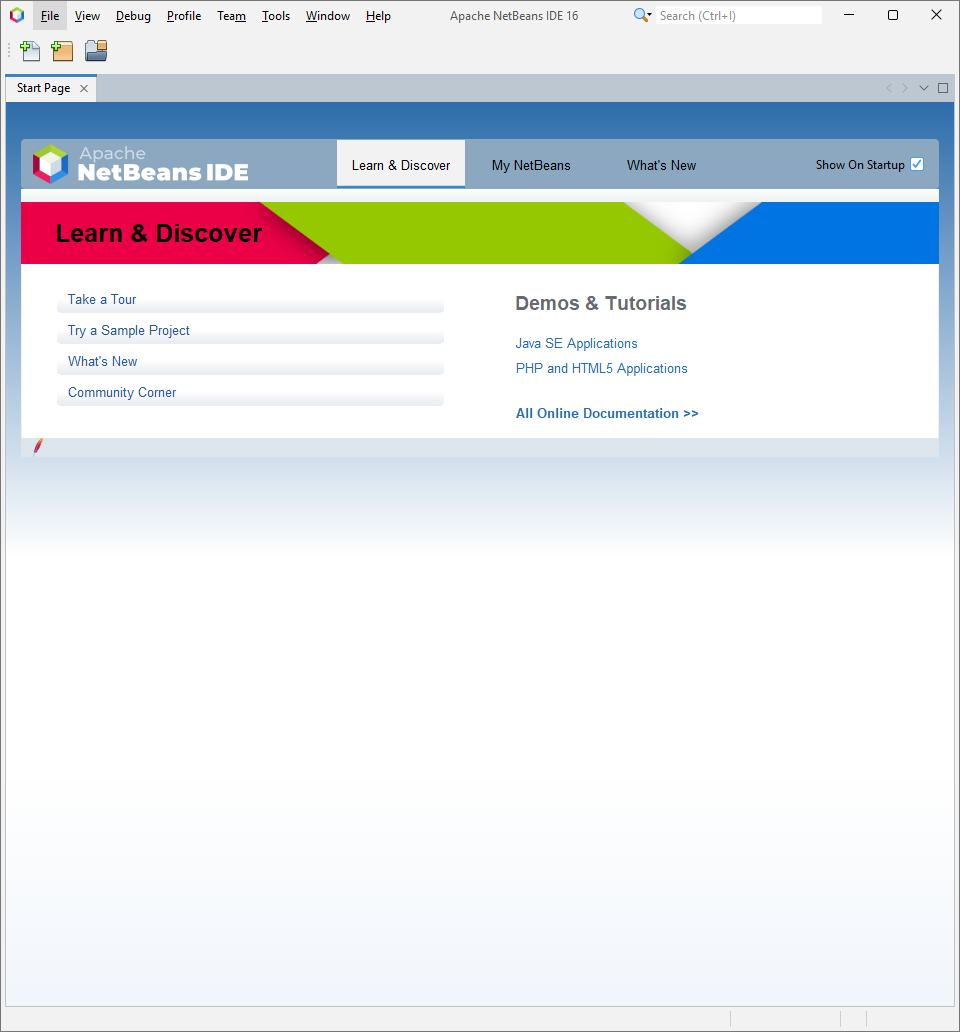 File View Debug Profile Team Tools Window Help Apache NetBeans IDE 16 Search (Ctrl+I)
Start Page
Apache
NetBeans IDE
Learn & Discover My NetBeans What's New Show On Startup
Learn & Discover
Take a Tour
Try a Sample Project
What's New
Community Corner
Demos & Tutorials
Java SE Applications
PHP and HTML5 Applications
All Online Documentation >>